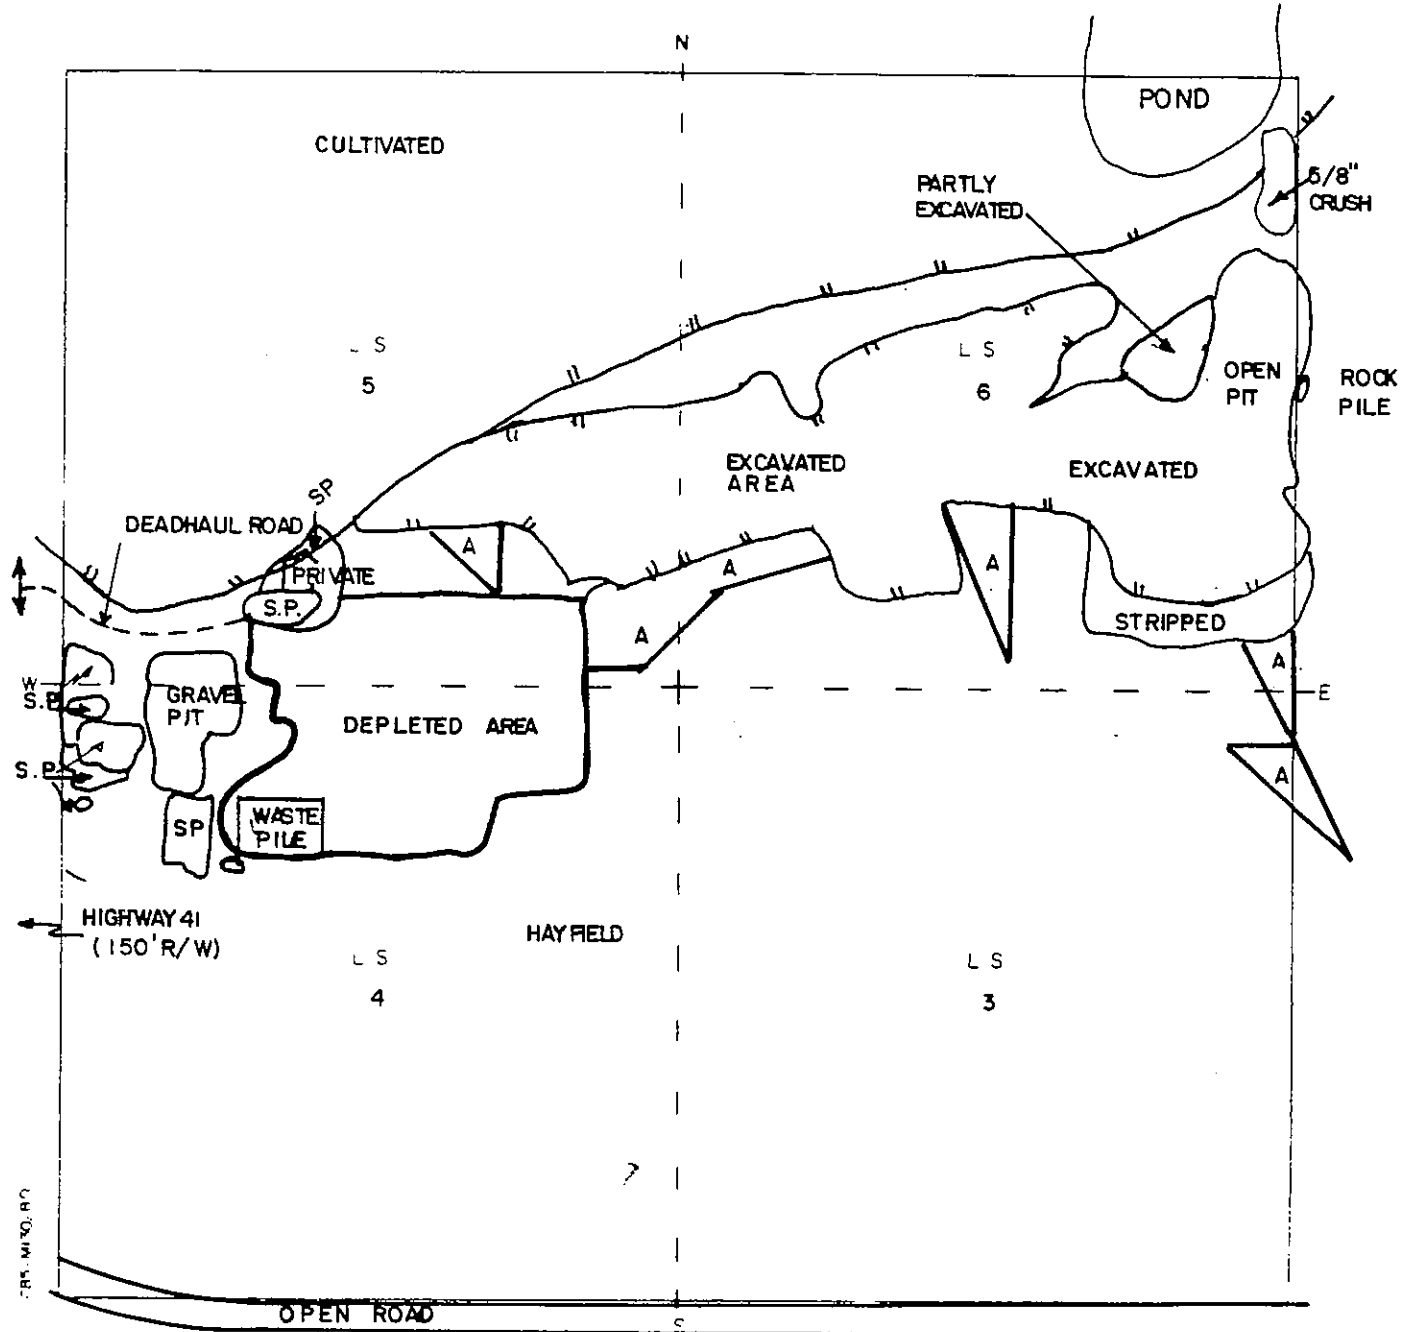 N
POND
CULTIVATED
5/8"
CRUSH
PARTLY
EXCAVATED
L S
5
L S
6
OPEN
PIT
ROCK
PILE
EXCAVATED
AREA
EXCAVATED
SP
DEADHAUL ROAD
A
PRIVATE
S.P.
A
A
A
STRIPPED
A
W
E
S.P.
GRAVEL
PIT
DEPLETED AREA
S.P.
A
SP
WASTE
PILE
HIGHWAY 41
(150' R/W)
HAYFIELD
L S
4
L S
3
OPEN ROAD
S